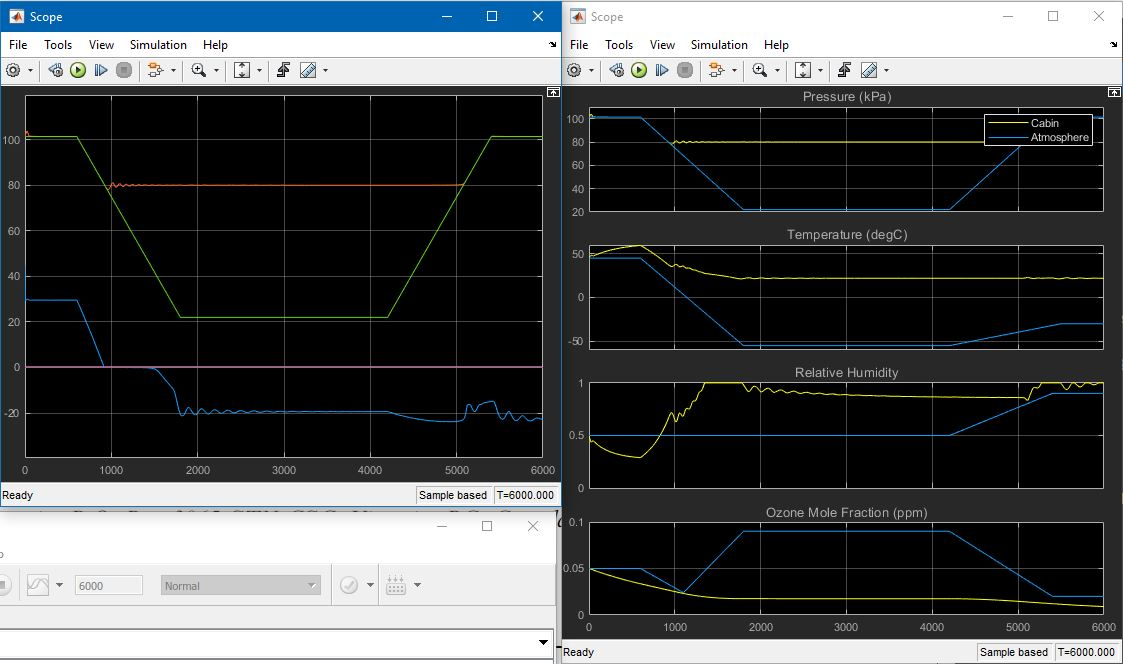 Scope
File Tools View Simulation Help
100
80
60
40
20
0
-20
0 1000 2000 3000 4000 5000 6000
Ready
Sample based T=6000.000
6000
Normal
Scope
File Tools View Simulation Help
Pressure (kPa)
Cabin
Atmosphere
100
80
60
40
20
Temperature (degC)
50
0
-50
Relative Humidity
1
0.5
0
Ozone Mole Fraction (ppm)
0.1
0.05
0
0 1000 2000 3000 4000 5000 6000
Ready
Sample based T=6000.000